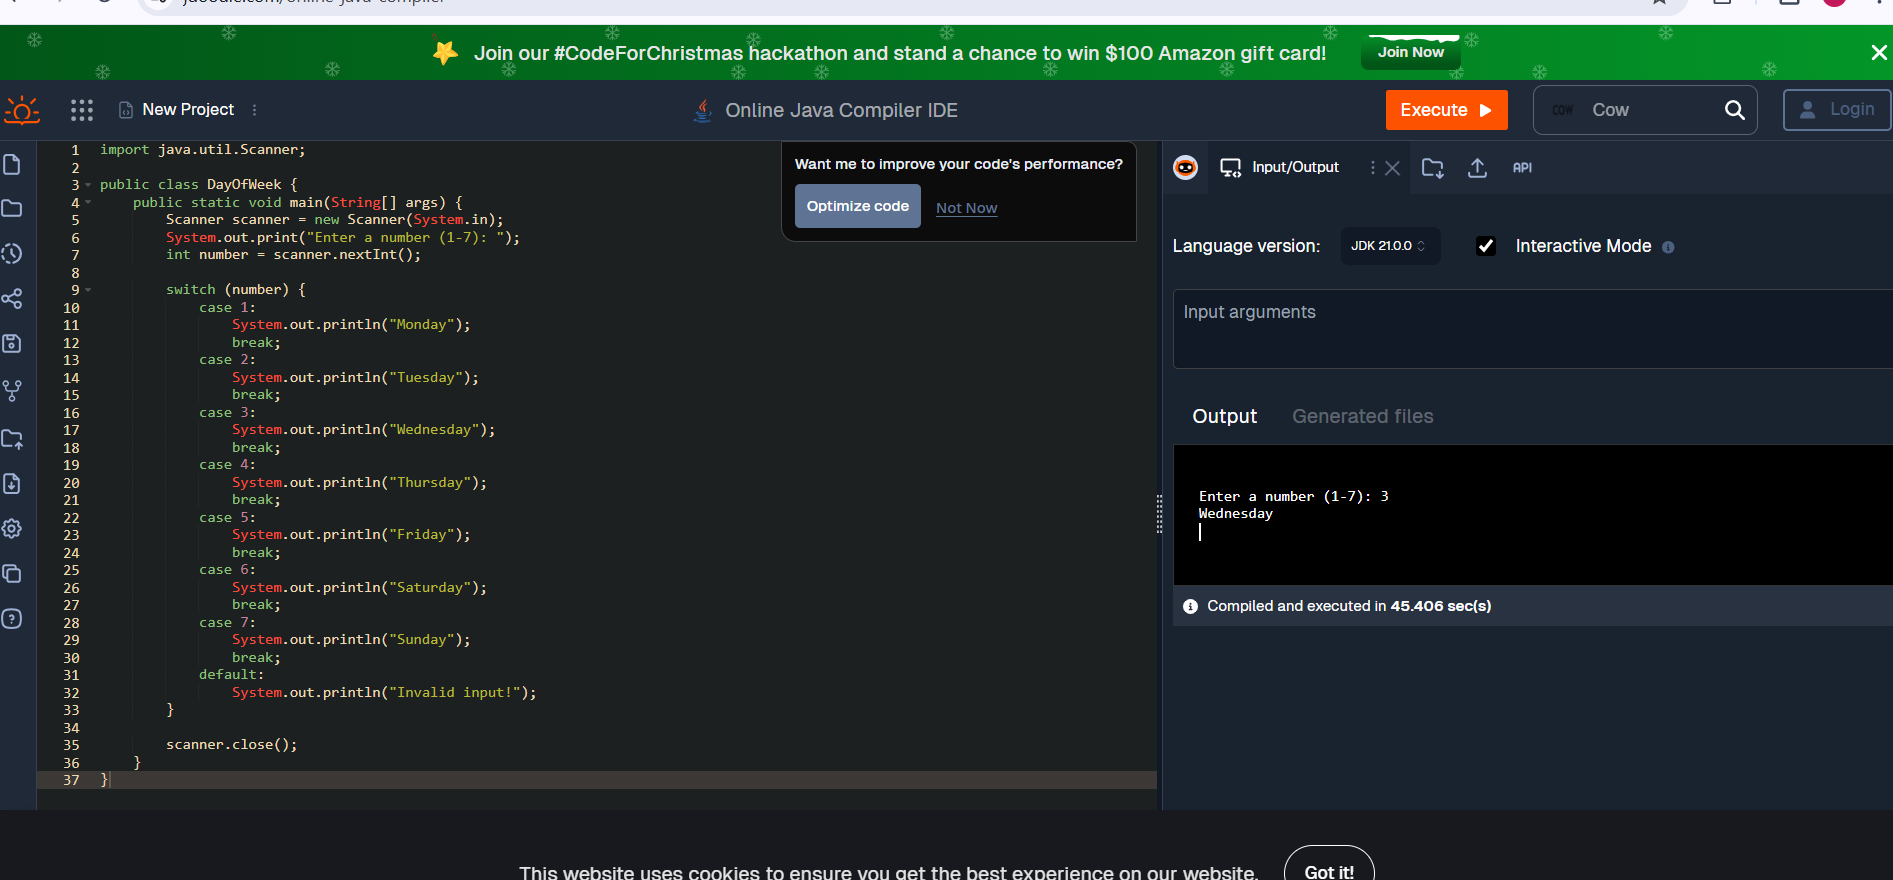 Join our #CodeForChristmas hackathon and stand a chance to win $100 Amazon gift card!
Join Now
New Project
Online Java Compiler IDE
Execute
COW
Cow
Login
1 import java.util.Scanner;
2
3 public class DayOfWeek {
4     public static void main(String[] args) {
5         Scanner scanner = new Scanner(System.in);
6         System.out.print("Enter a number (1-7): ");
7         int number = scanner.nextInt();
8
9         switch (number) {
10             case 1:
11                 System.out.println("Monday");
12                 break;
13             case 2:
14                 System.out.println("Tuesday");
15                 break;
16             case 3:
17                 System.out.println("Wednesday");
18                 break;
19             case 4:
20                 System.out.println("Thursday");
21                 break;
22             case 5:
23                 System.out.println("Friday");
24                 break;
25             case 6:
26                 System.out.println("Saturday");
27                 break;
28             case 7:
29                 System.out.println("Sunday");
30                 break;
31             default:
32                 System.out.println("Invalid input!");
33         }
34
35         scanner.close();
36     }
37 }
Want me to improve your code's performance?
Optimize code
Not Now
Input/Output
API
Language version:
JDK 21.0.0
Interactive Mode
Input arguments
Output
Generated files
Enter a number (1-7): 3
Wednesday
Compiled and executed in 45.406 sec(s)
This website uses cookies to ensure you get the best experience on our website.
Got it!